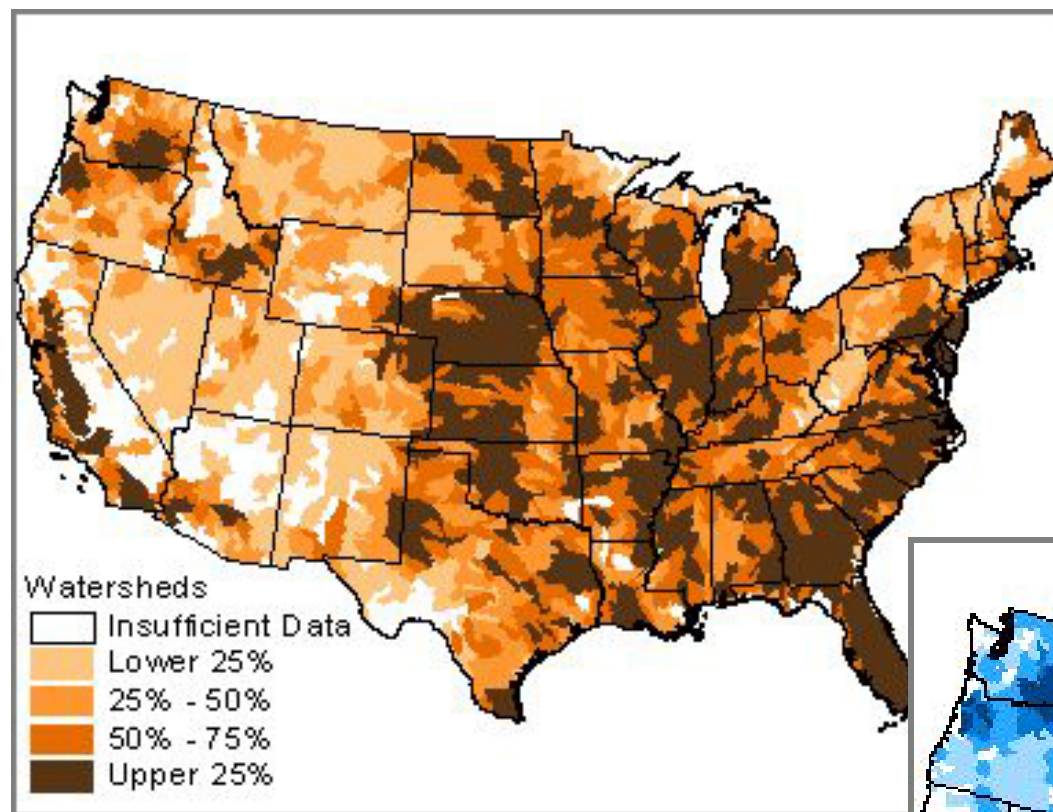 Watersheds
Insufficient Data
Lower 25%
25% - 50%
50% - 75%
Upper 25%